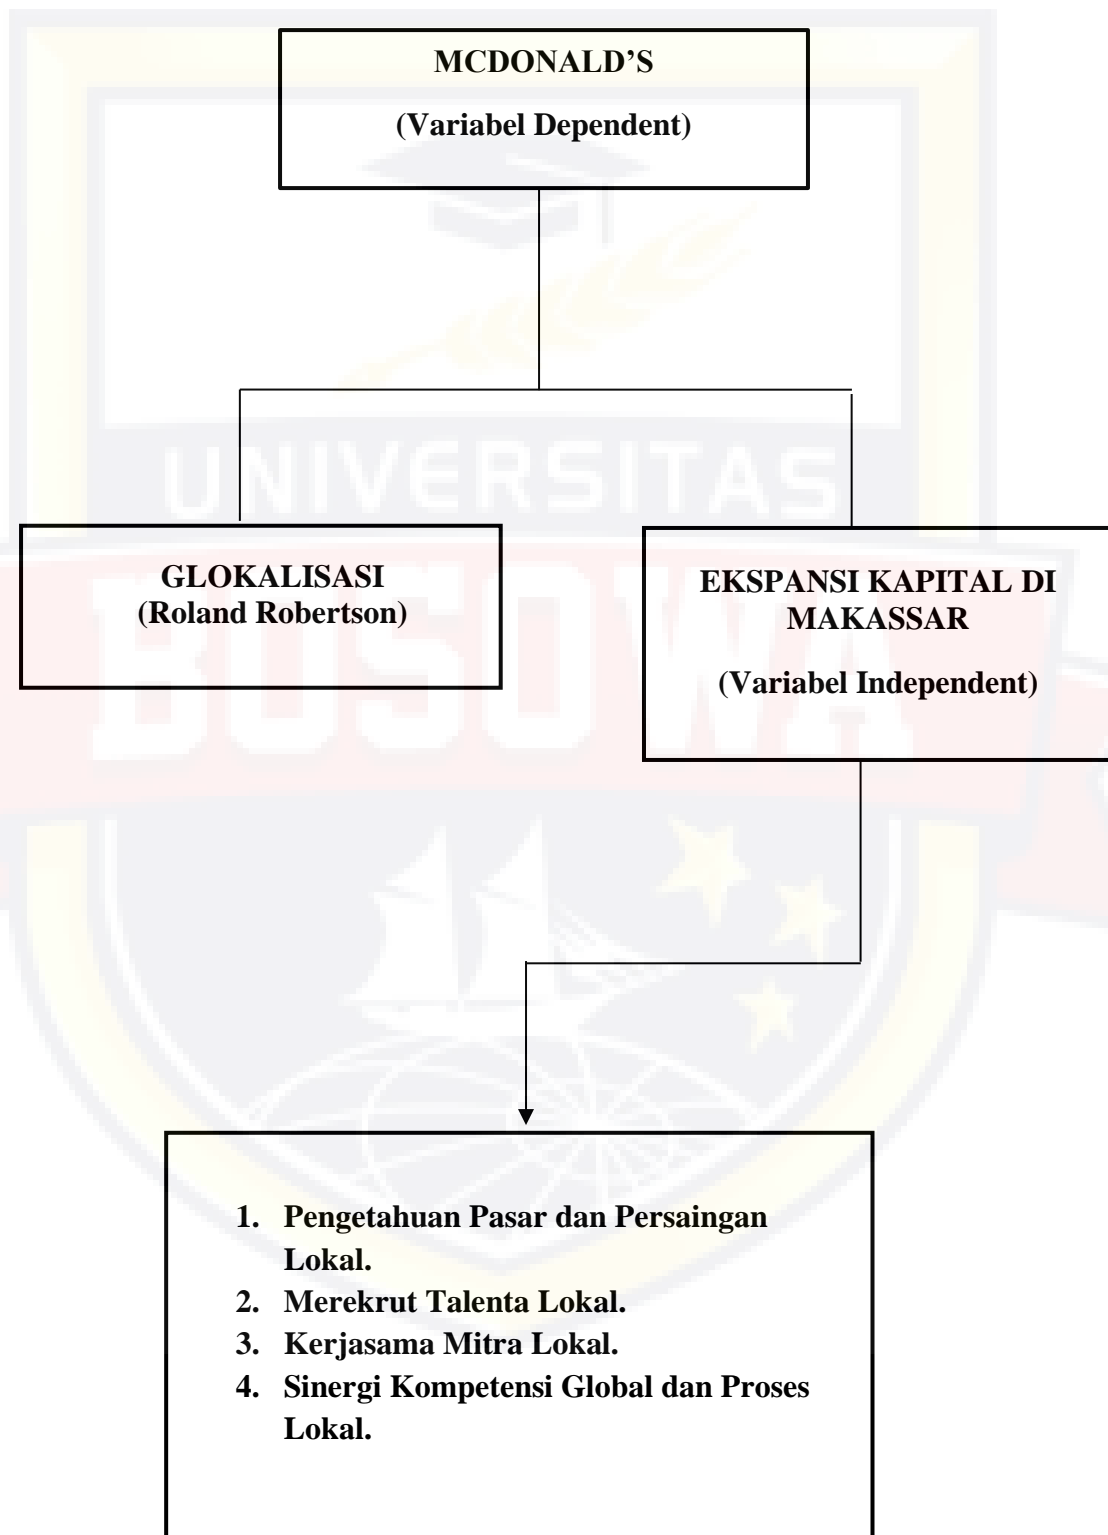 MCDONALD’S
(Variabel Dependent)
UNIVERSITAS
GLOKALISASI
(Roland Robertson)
EKSPANSI KAPITAL DI
MAKASSAR
(Variabel Independent)
BOSOWA
1. Pengetahuan Pasar dan Persaingan
Lokal.
2. Merekrut Talenta Lokal.
3. Kerjasama Mitra Lokal.
4. Sinergi Kompetensi Global dan Proses
Lokal.